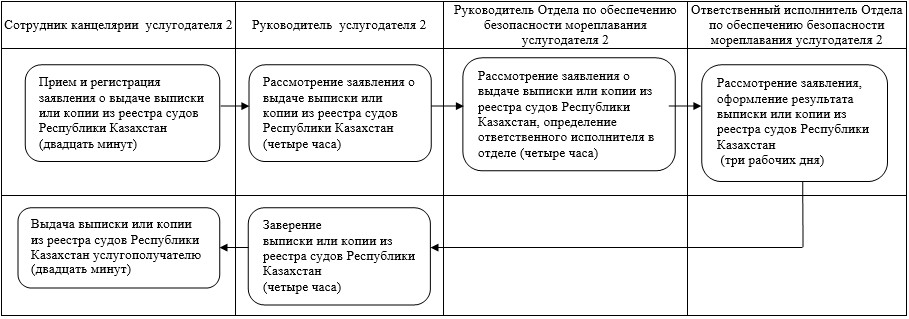 Сотрудник канцелярии услугодателя 2
Руководитель услугодателя 2
Руководитель Отдела по обеспечению
безопасности мореплавания
услугодателя 2
Ответственный исполнитель Отдела
по обеспечению безопасности
мореплавания услугодателя 2
Прием и регистрация
заявления о выдаче выписки
или копии из реестра судов
Республики Казахстан
(двадцать минут)
Рассмотрение заявления о
выдаче выписки или
копии из реестра судов
Республики Казахстан
(четыре часа)
Рассмотрение заявления о
выдаче выписки или копии из
реестра судов Республики
Казахстан, определение
ответственного исполнителя в
отделе (четыре часа)
Рассмотрение заявления,
оформление результата
выписки или копии из
реестра судов Республики
Казахстан
(три рабочих дня)
Выдача выписки или копии
из реестра судов Республики
Казахстан услугополучателю
(двадцать минут)
Заверение
выписки или копии из
реестра судов Республики
Казахстан
(четыре часа)